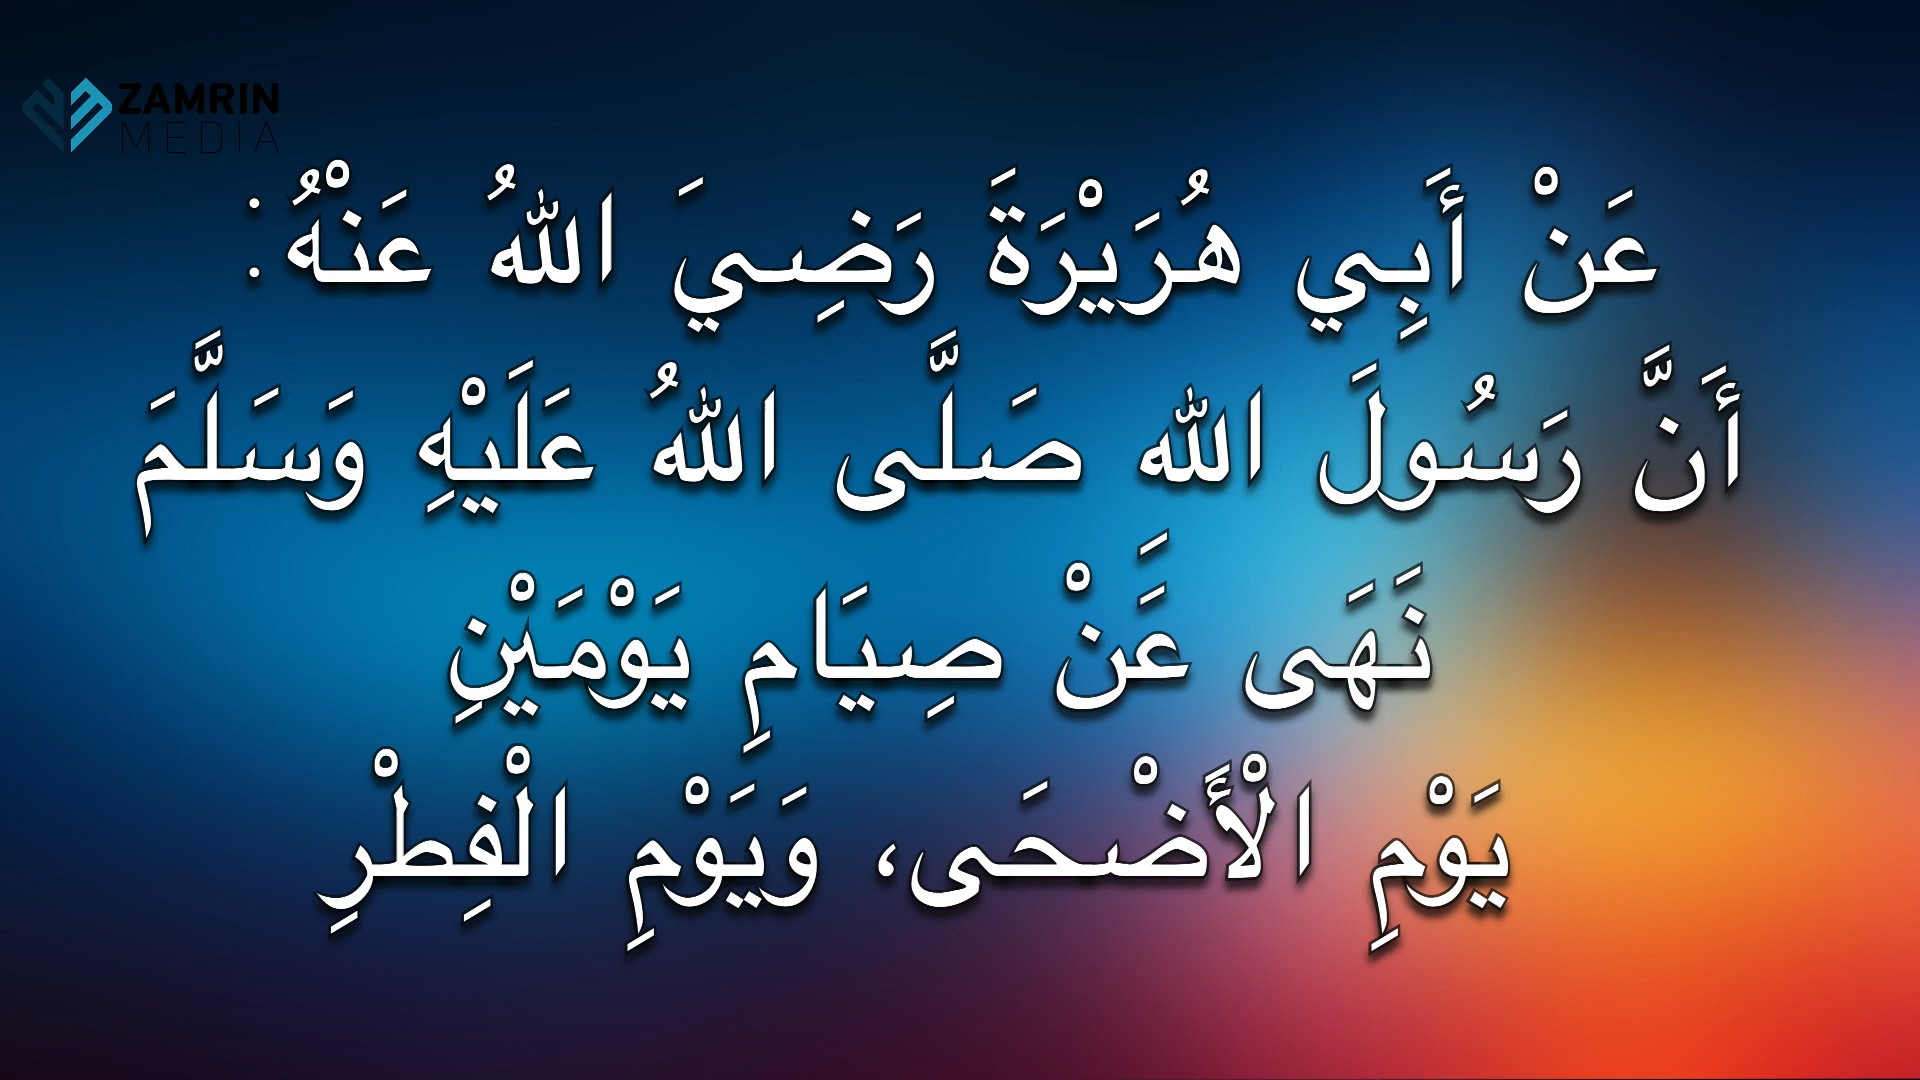 ZAMRIN
MEDIA
عَنْ أَبِي هُرَيْرَةَ رَضِيَ اللهُ عَنْهُ:
أَنَّ رَسُولَ الله صَلَّى اللهُ عَلَيْهِ وَسَلَّمَ
نَهَى عََنْ صِيَامِ يَوْمَيْنِ
يَوْمِ الْأَضْحَى، وَيَوْمِ الْفِطْرِ